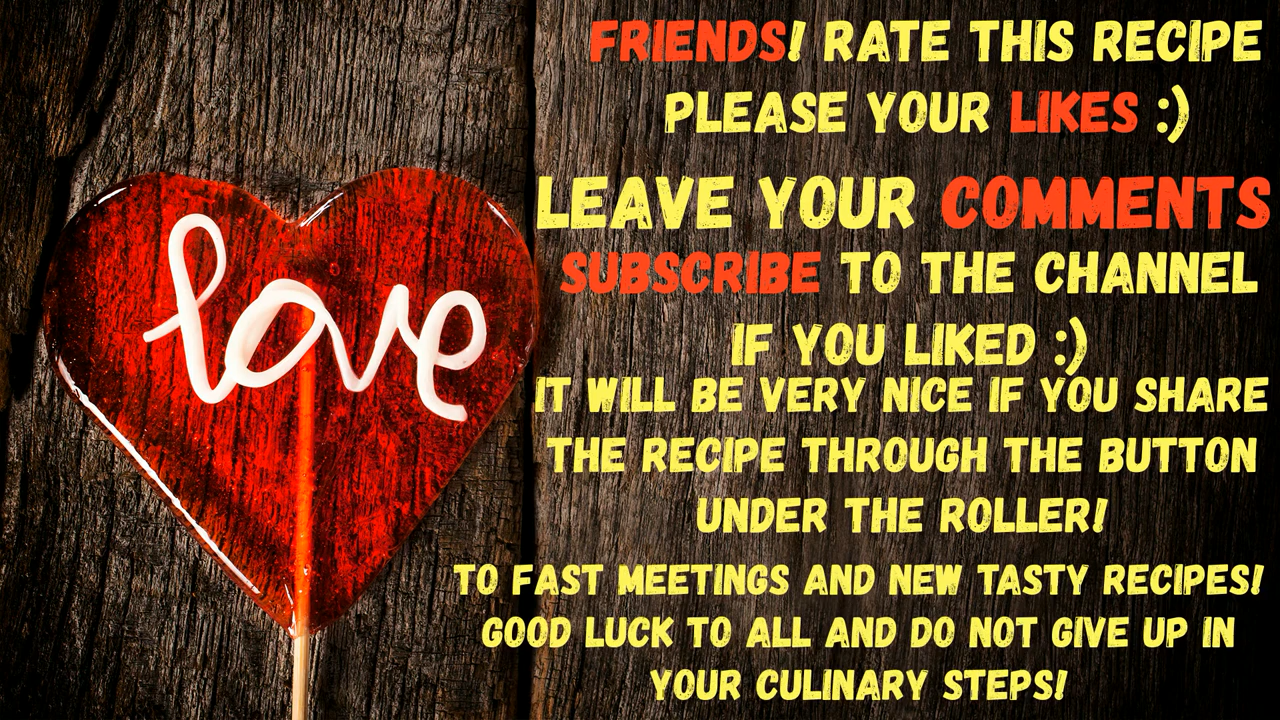 love
FRIENDS! RATE THIS RECIPE
PLEASE YOUR LIKES :)
LEAVE YOUR COMMENTS
SUBSCRIBE TO THE CHANNEL
IF YOU LIKED :)
IT WILL BE VERY NICE IF YOU SHARE
THE RECIPE THROUGH THE BUTTON
UNDER THE ROLLER!
TO FAST MEETINGS AND NEW TASTY RECIPES!
GOOD LUCK TO ALL AND DO NOT GIVE UP IN
YOUR CULINARY STEPS!